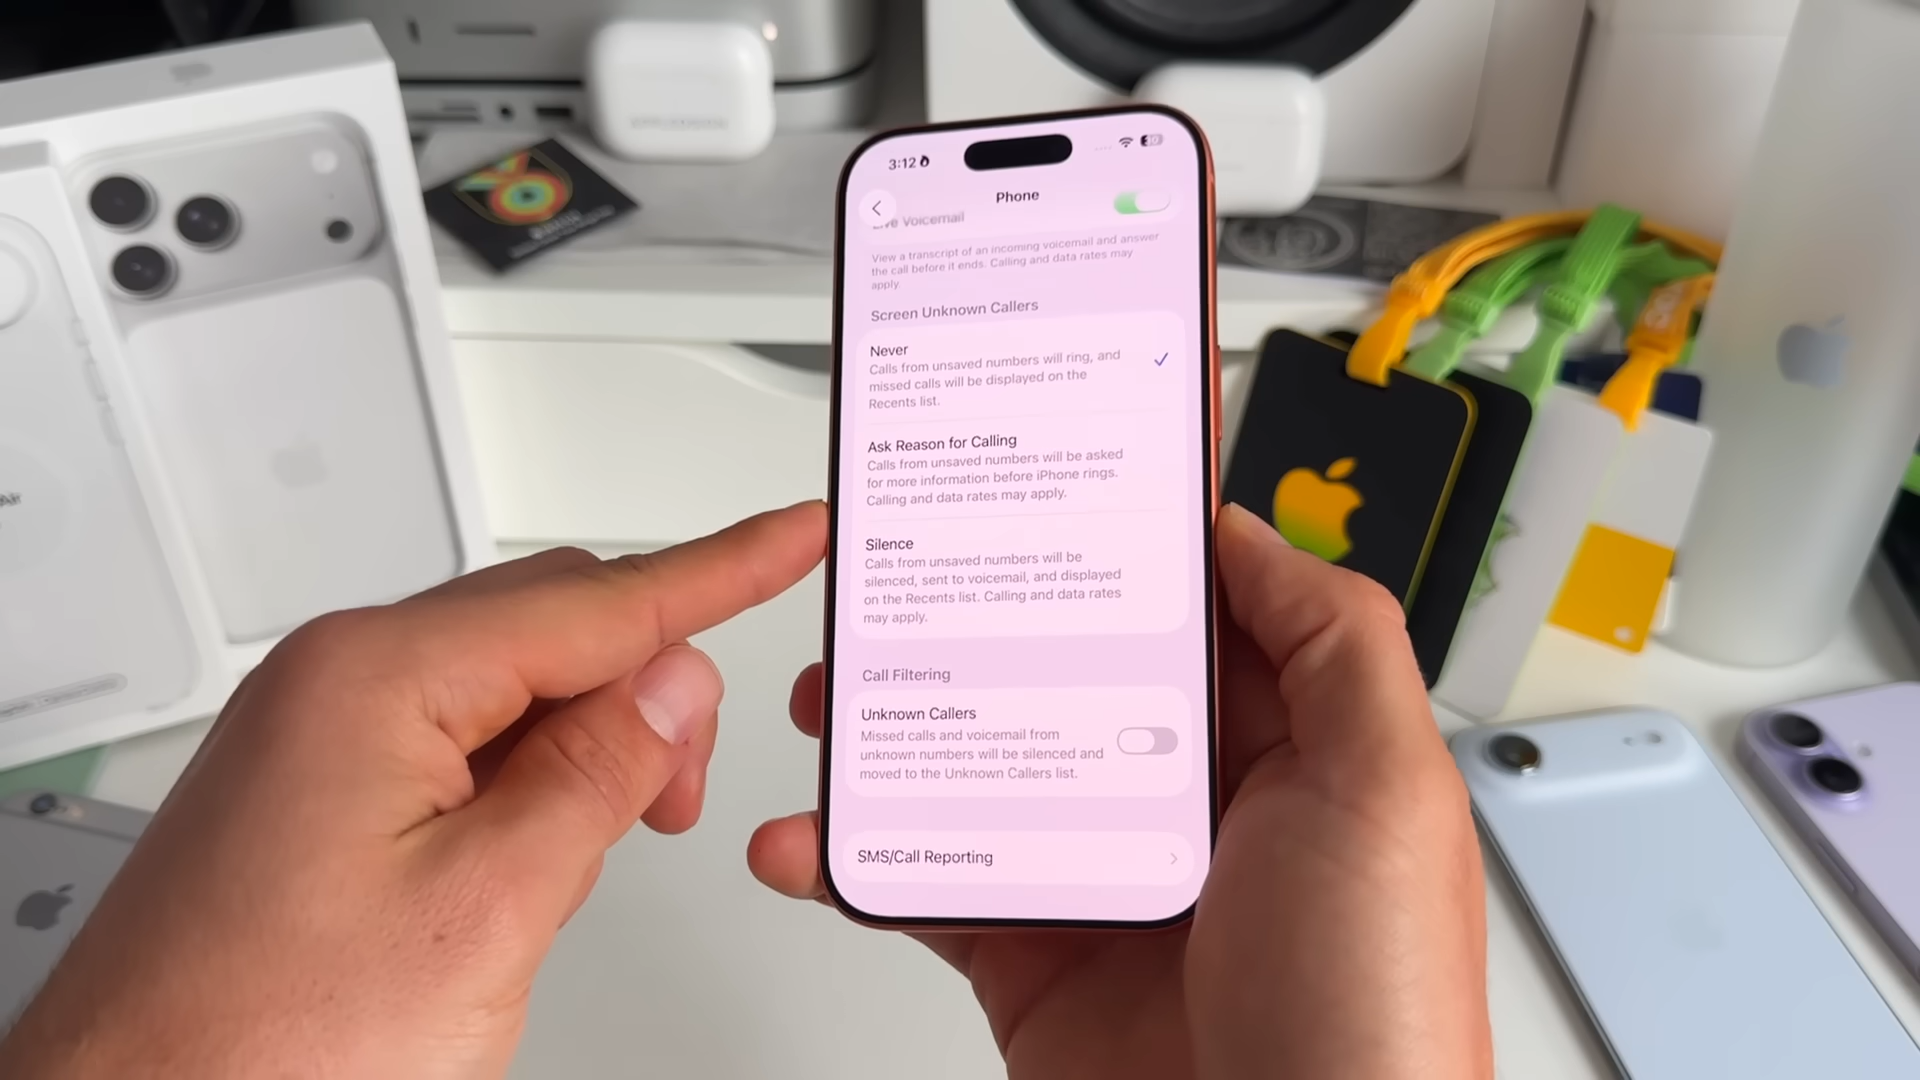 3:12
Phone
Live Voicemail
View a transcript of an incoming voicemail and answer
the call before it ends. Calling and data rates may
apply.
Screen Unknown Callers
Never
Calls from unsaved numbers will ring, and
missed calls will be displayed on the
Recents list.
Ask Reason for Calling
Calls from unsaved numbers will be asked
for more information before iPhone rings.
Calling and data rates may apply.
Silence
Calls from unsaved numbers will be
silenced, sent to voicemail, and displayed
on the Recents list. Calling and data rates
may apply.
Call Filtering
Unknown Callers
Missed calls and voicemail from
unknown numbers will be silenced and
moved to the Unknown Callers list.
SMS/Call Reporting
Air